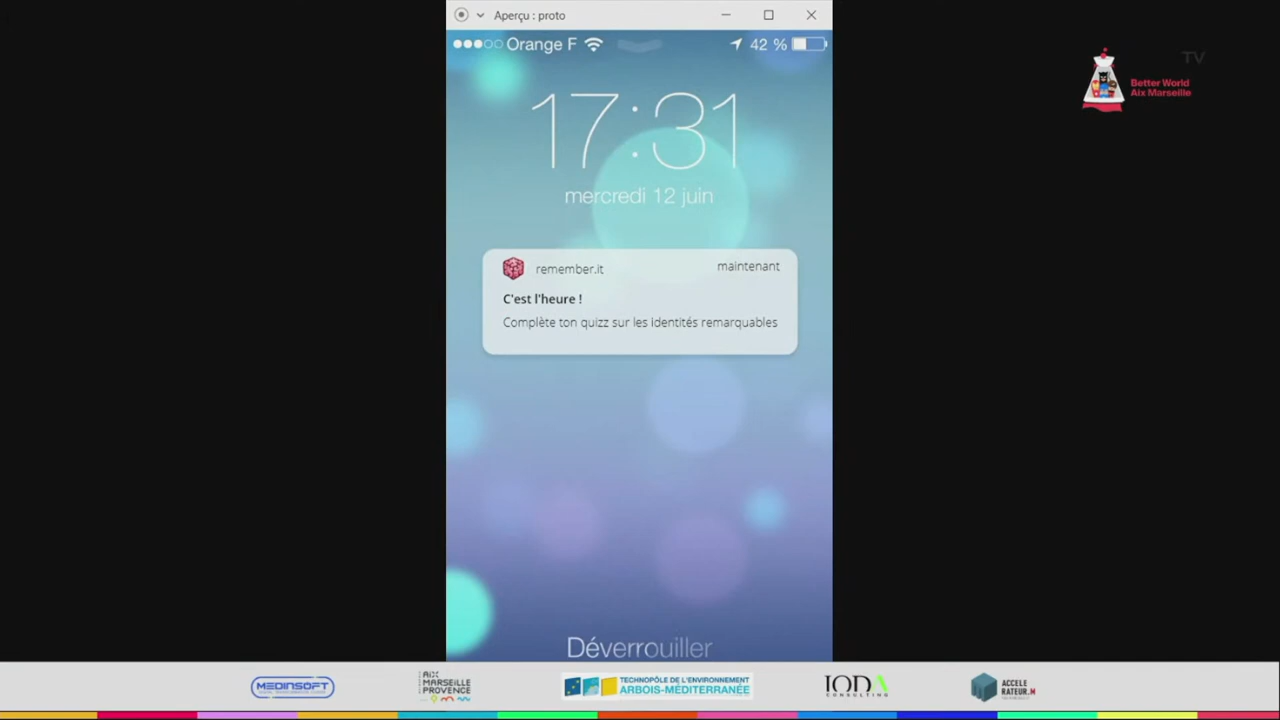 Aperçu : proto
Orange F
42 %
17:31
mercredi 12 juin
remember.it
maintenant
C'est l'heure !
Complète ton quizz sur les identités remarquables
Déverrouiller
TV
Better World
Aix Marseille
MEDINSOFT
AIX
MARSEILLE
PROVENCE
TECHNOPÔLE DE L'ENVIRONNEMENT
ARBOIS-MÉDITERRANÉE
IODA
CONSULTING
ACCELE
RATEUR.M